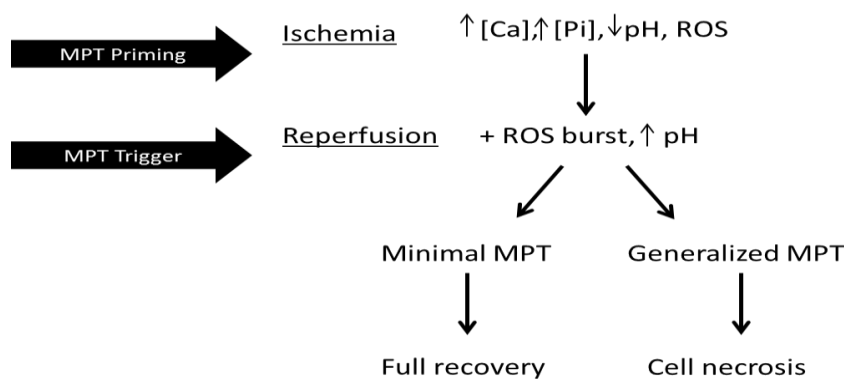 Ischemia ↑[Ca],↑[Pi],↓pH, ROS
MPT Priming
Reperfusion + ROS burst,↑ pH
MPT Trigger
Minimal MPT Generalized MPT
Full recovery Cell necrosis